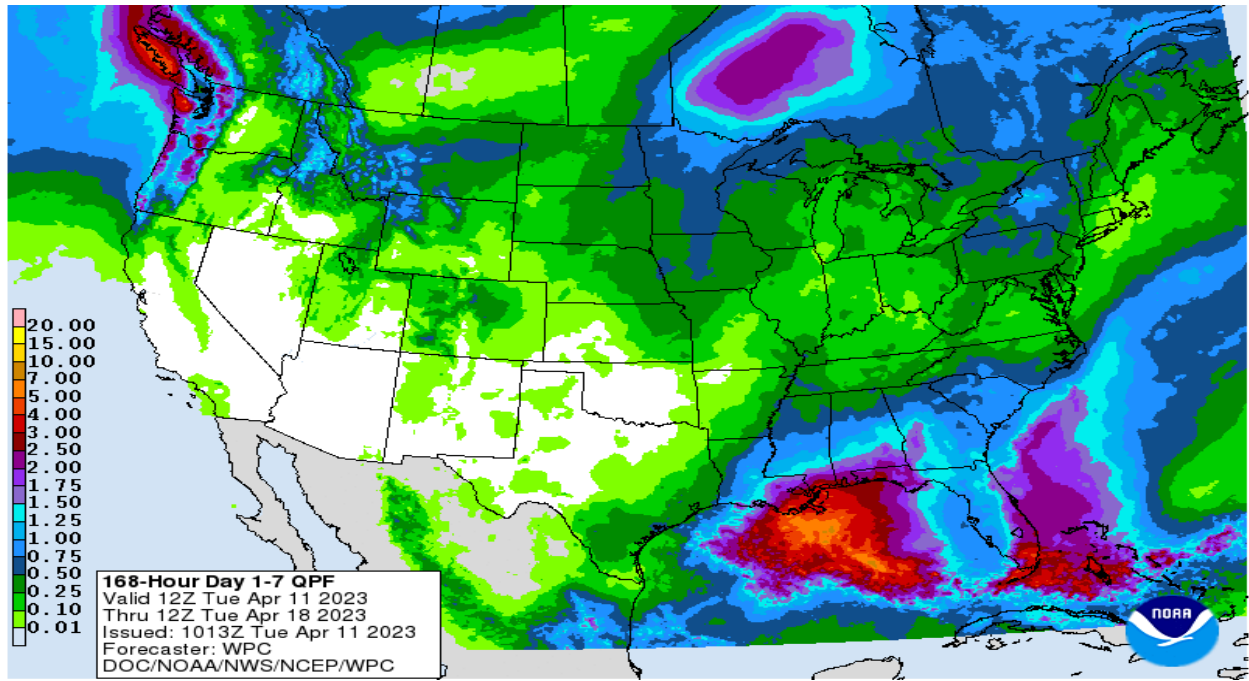 20.00
15.00
10.00
7.00
5.00
4.00
3.00
2.50
2.00
1.75
1.50
1.25
1.00
0.75
0.50
0.25
0.10
0.01
168-Hour Day 1-7 QPF
Valid 12Z Tue Apr 11 2023
Thru 12Z Tue Apr 18 2023
Issued: 1013Z Tue Apr 11 2023
Forecaster: WPC
DOC/NOAA/NWS/NCEP/WPC
NOAA